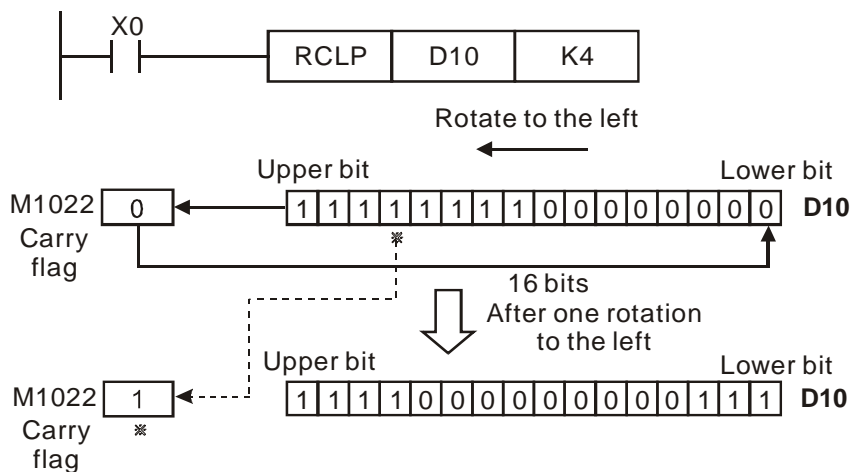 X0
RCLP D10 K4
Rotate to the left
Upper bit Lower bit
M1022 0 1 1 1 1 1 1 1 1 0 0 0 0 0 0 0 0 D10
Carry flag
※
16 bits
After one rotation
to the left
Upper bit Lower bit
M1022 1 1 1 1 1 0 0 0 0 0 0 0 0 0 1 1 1 D10
Carry ※
flag